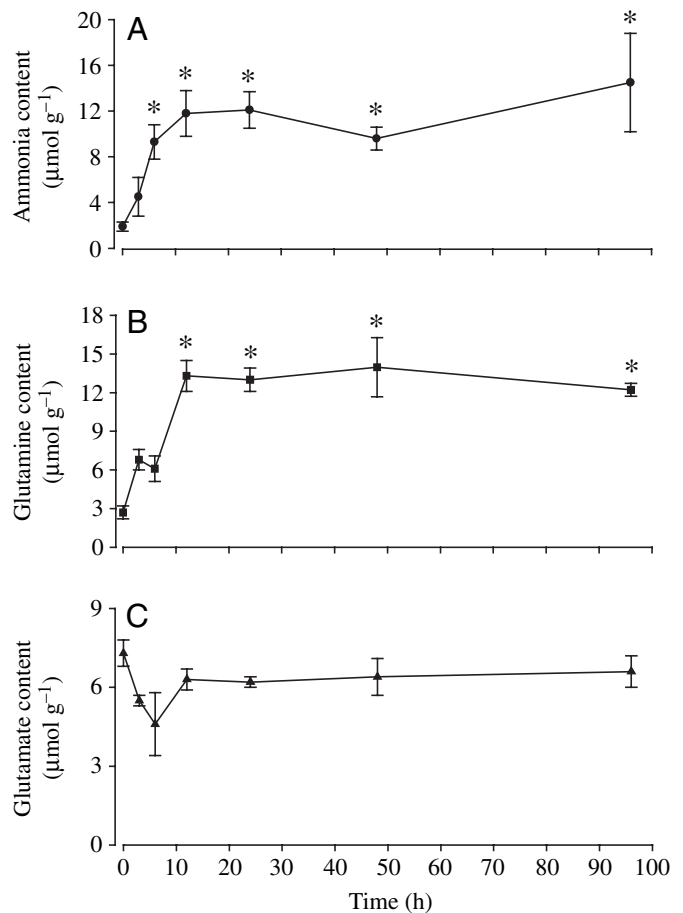 A
Ammonia content
(μmol g⁻¹)
20
16
12
8
4
0
* * * * *
B
Glutamine content
(μmol g⁻¹)
18
15
12
9
6
3
0
* * * *
C
Glutamate content
(μmol g⁻¹)
9
6
3
0
0 10 20 30 40 50 60 70 80 90 100
Time (h)